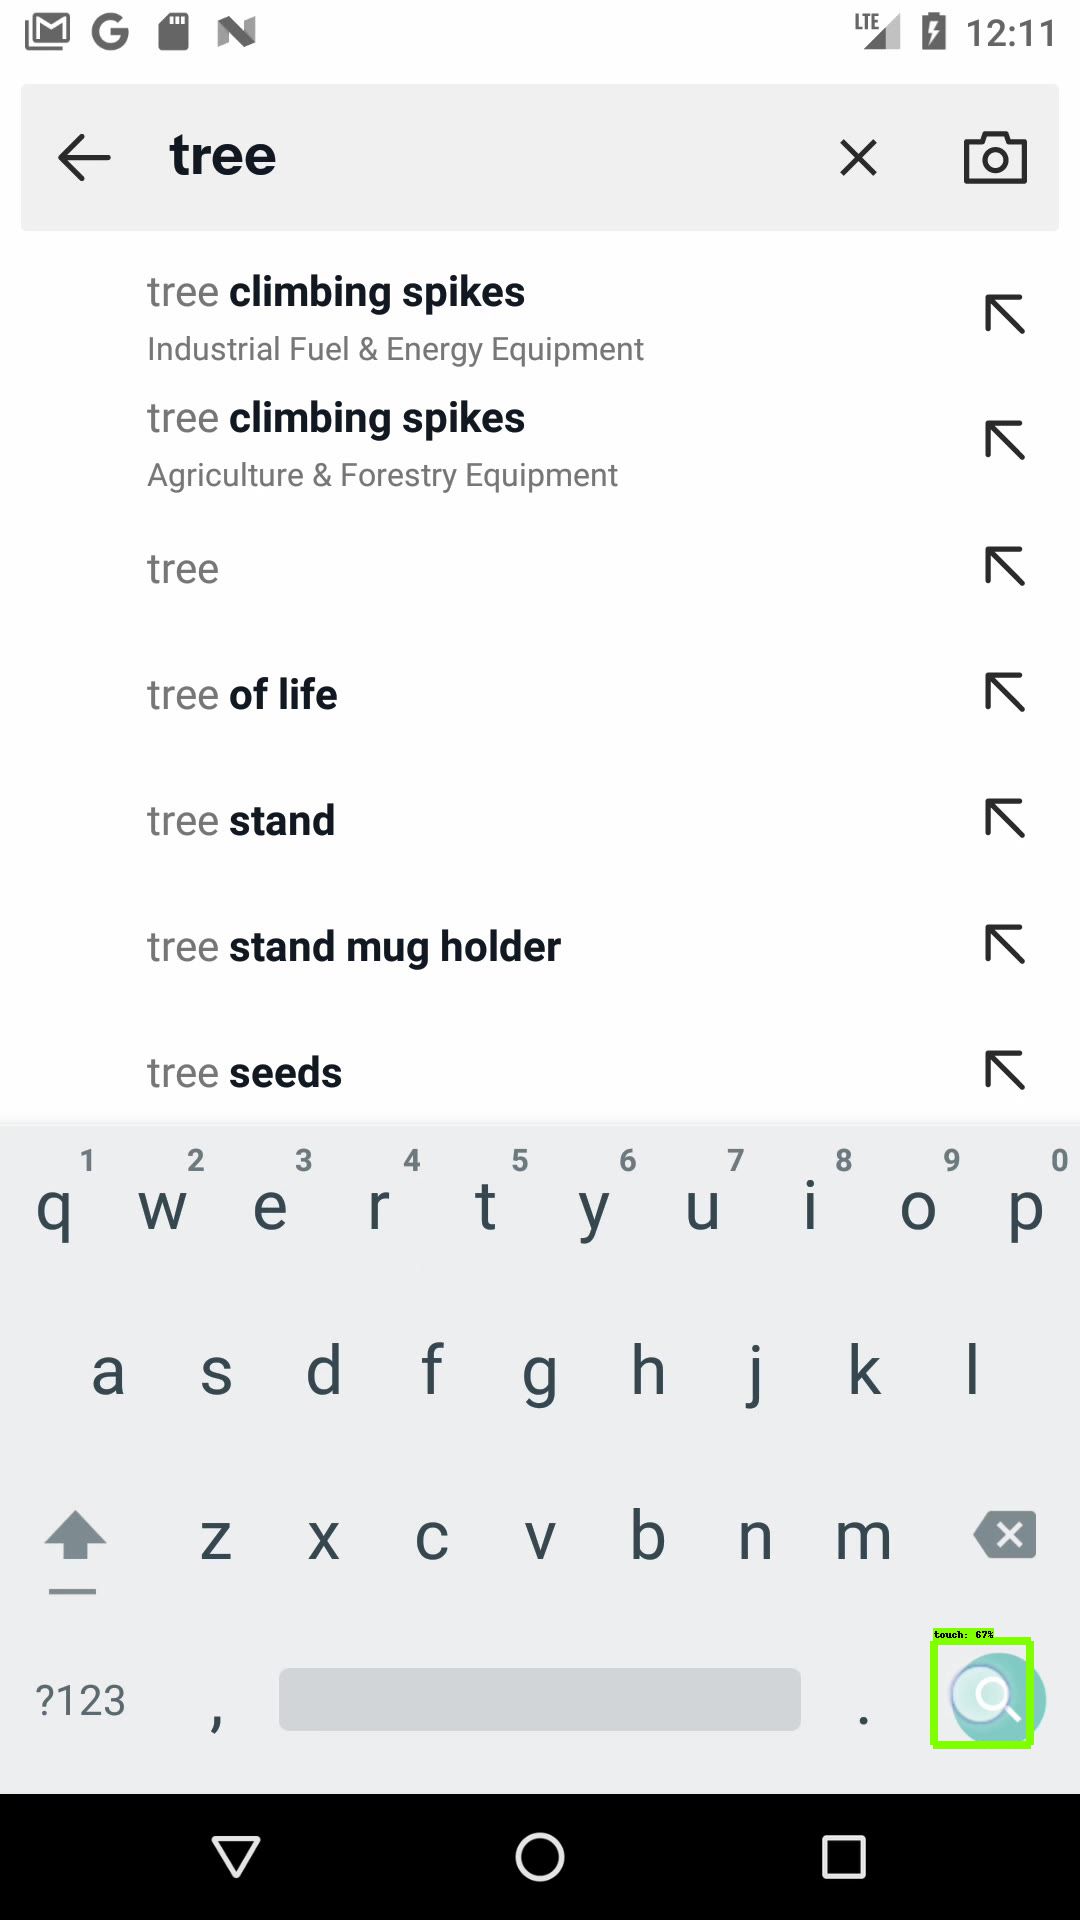 LTE 12:11
tree
tree climbing spikes
Industrial Fuel & Energy Equipment
tree climbing spikes
Agriculture & Forestry Equipment
tree
tree of life
tree stand
tree stand mug holder
tree seeds
1 2 3 4 5 6 7 8 9 0
q w e r t y u i o p
a s d f g h j k l
z x c v b n m
touch: 67%
?123 , .